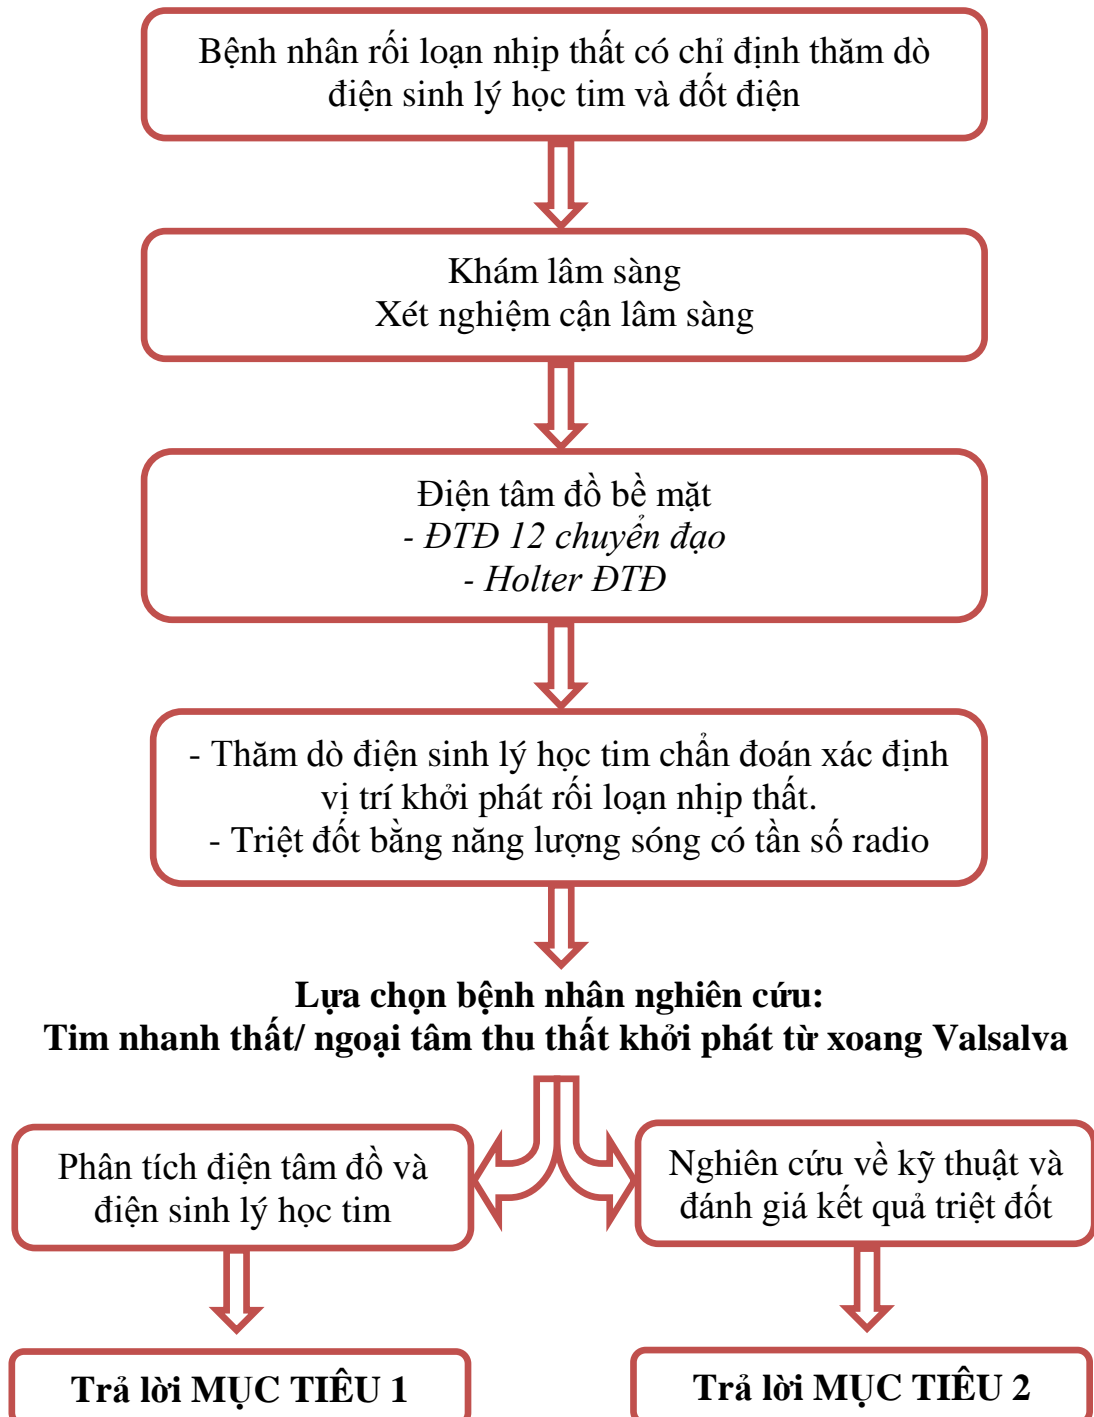 Bệnh nhân rối loạn nhịp thất có chỉ định thăm dò
điện sinh lý học tim và đốt điện
Khám lâm sàng
Xét nghiệm cận lâm sàng
Điện tâm đồ bề mặt
- ĐTĐ 12 chuyển đạo
- Holter ĐTĐ
- Thăm dò điện sinh lý học tim chẩn đoán xác định
vị trí khởi phát rối loạn nhịp thất.
- Triệt đốt bằng năng lượng sóng có tần số radio
Lựa chọn bệnh nhân nghiên cứu:
Tim nhanh thất/ ngoại tâm thu thất khởi phát từ xoang Valsalva
Phân tích điện tâm đồ và
điện sinh lý học tim
Nghiên cứu về kỹ thuật và
đánh giá kết quả triệt đốt
Trả lời MỤC TIÊU 1
Trả lời MỤC TIÊU 2